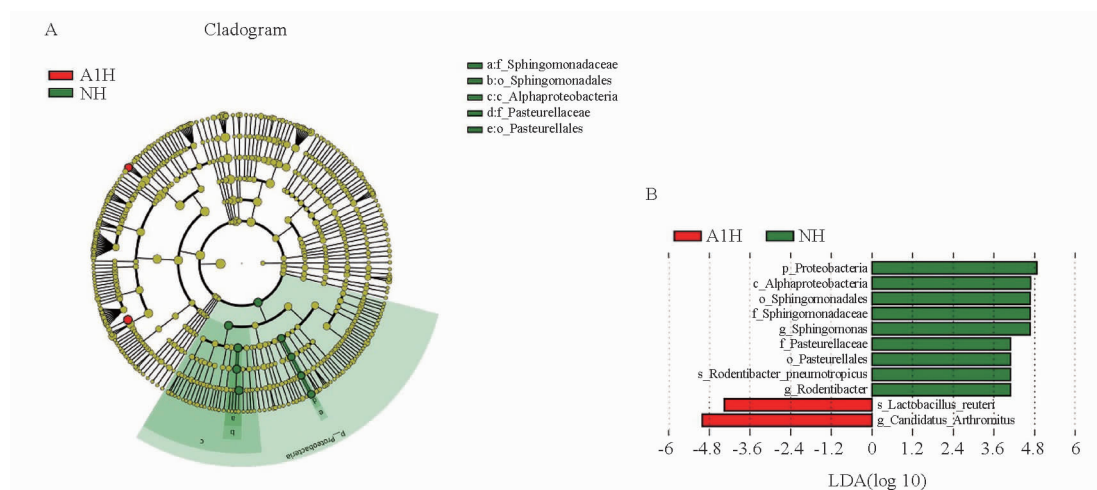 A
Cladogram
A1H
NH
a:f_Sphingomonadaceae
b:o_Sphingomonadales
c:c_Alphaproteobacteria
d:f_Pasteurellaceae
e:o_Pasteurellales
a
b
c
e
p_Proteobacteria
B
A1H
NH
p_Proteobacteria
c_Alphaproteobacteria
o_Sphingomonadales
f_Sphingomonadaceae
g_Sphingomonas
f_Pasteurellaceae
o_Pasteurellales
s_Rodentibacter_pneumotropicus
g_Rodentibacter
s_Lactobacillus_reuteri
g_Candidatus_Arthromitus
-6 -4.8 -3.6 -2.4 -1.2 0 1.2 2.4 3.6 4.8 6
LDA(log 10)